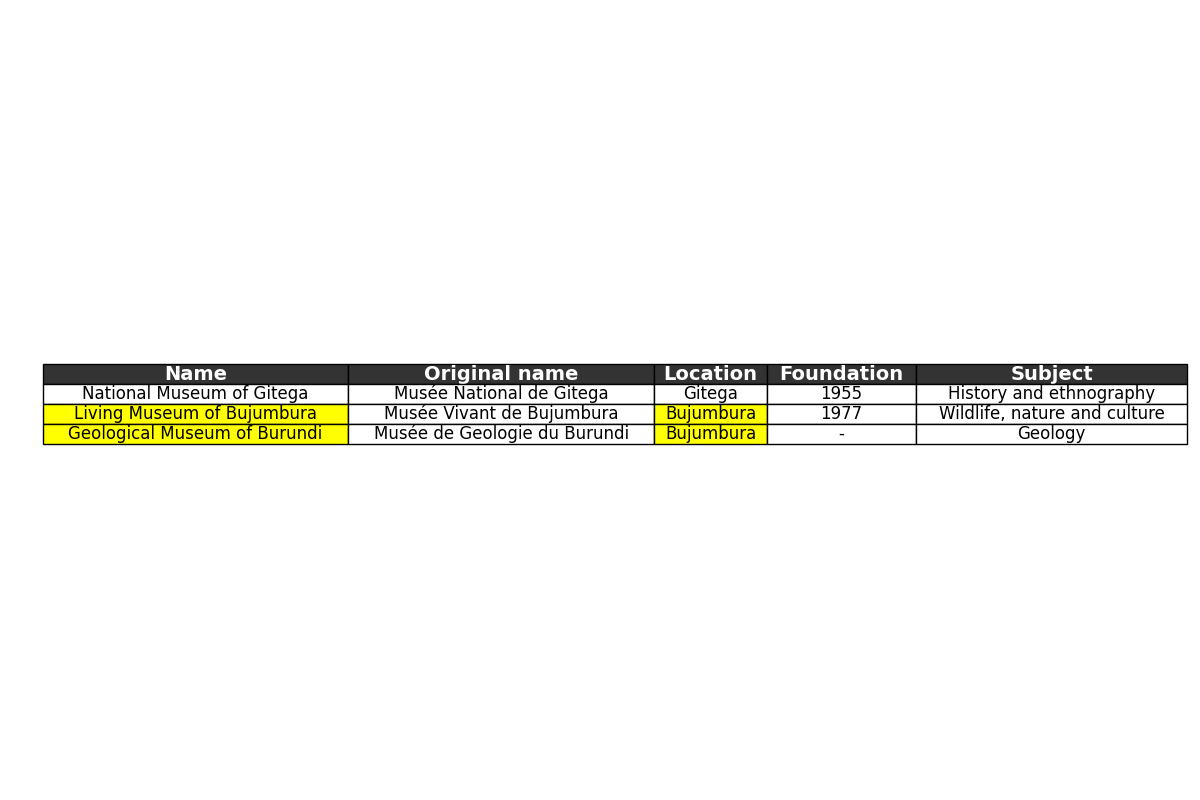 Name Original name Location Foundation Subject
National Museum of Gitega Musée National de Gitega Gitega 1955 History and ethnography
Living Museum of Bujumbura Musée Vivant de Bujumbura Bujumbura 1977 Wildlife, nature and culture
Geological Museum of Burundi Musée de Geologie du Burundi Bujumbura - Geology